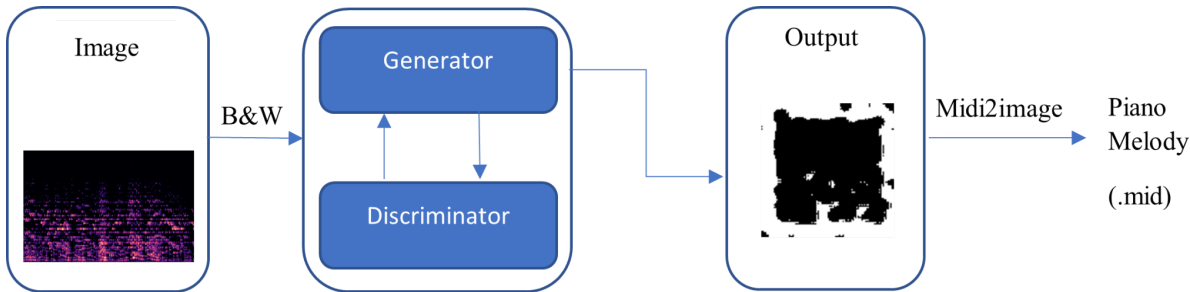 Image
B&W
Generator
Discriminator
Output
Midi2image
Piano
Melody
(.mid)